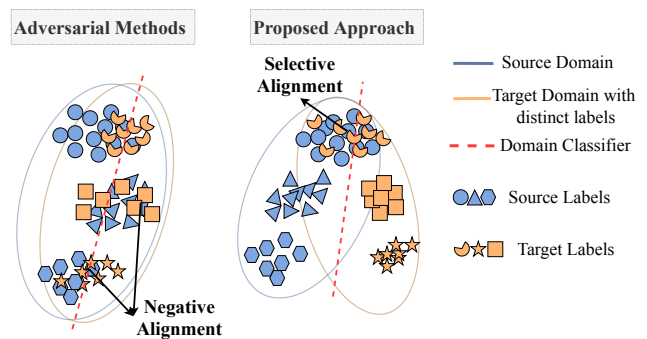 Adversarial Methods
Proposed Approach
Selective
Alignment
Negative
Alignment
Source Domain
Target Domain with
distinct labels
Domain Classifier
Source Labels
Target Labels